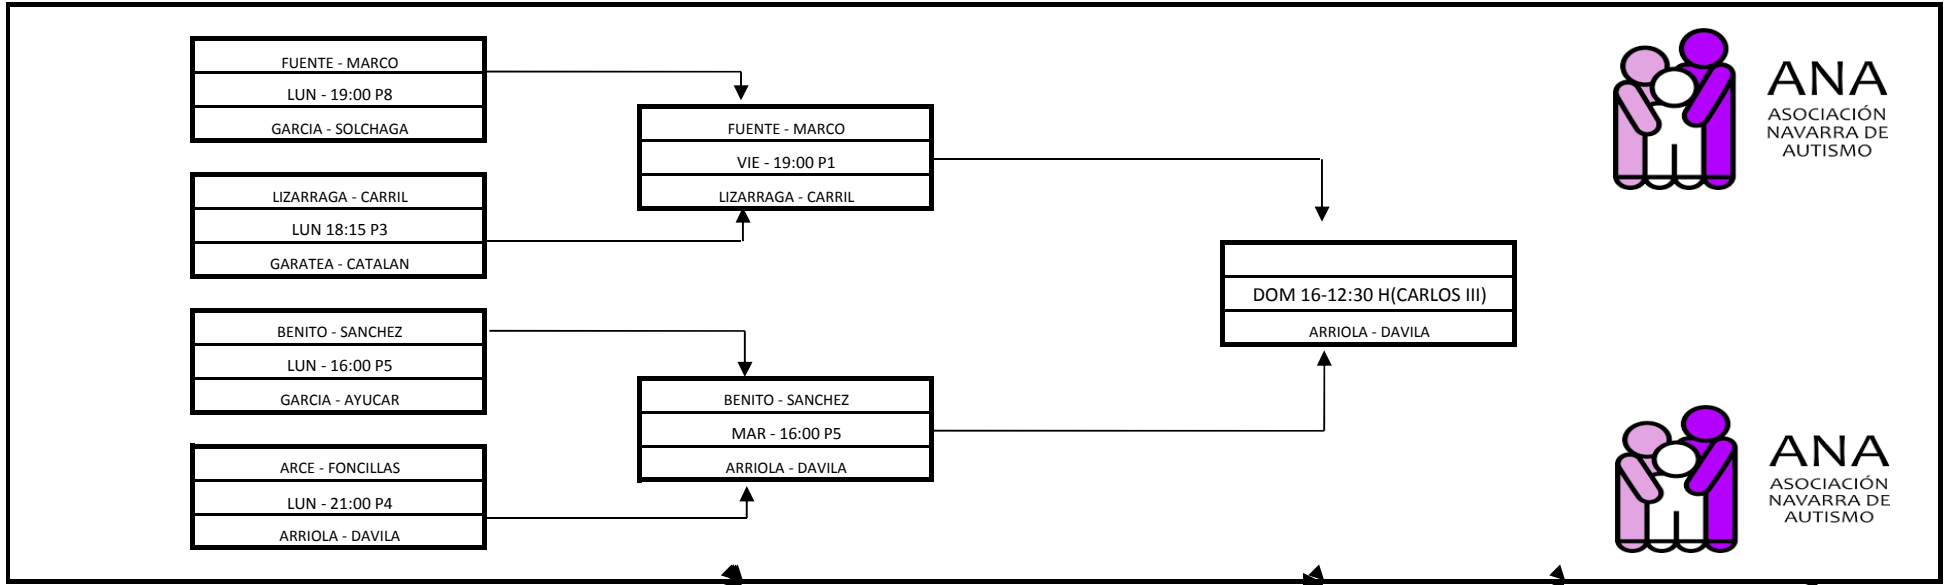 FUENTE - MARCO
LUN - 19:00 P8
GARCIA - SOLCHAGA
LIZARRAGA - CARRIL
LUN 18:15 P3
GARATEA - CATALAN
BENITO - SANCHEZ
LUN - 16:00 P5
GARCIA - AYUCAR
ARCE - FONCILLAS
LUN - 21:00 P4
ARRIOLA - DAVILA
FUENTE - MARCO
VIE - 19:00 P1
LIZARRAGA - CARRIL
BENITO - SANCHEZ
MAR - 16:00 P5
ARRIOLA - DAVILA
DOM 16-12:30 H(CARLOS III)
ARRIOLA - DAVILA
ANA
ASOCIACIÓN
NAVARRA DE
AUTISMO
ANA
ASOCIACIÓN
NAVARRA DE
AUTISMO